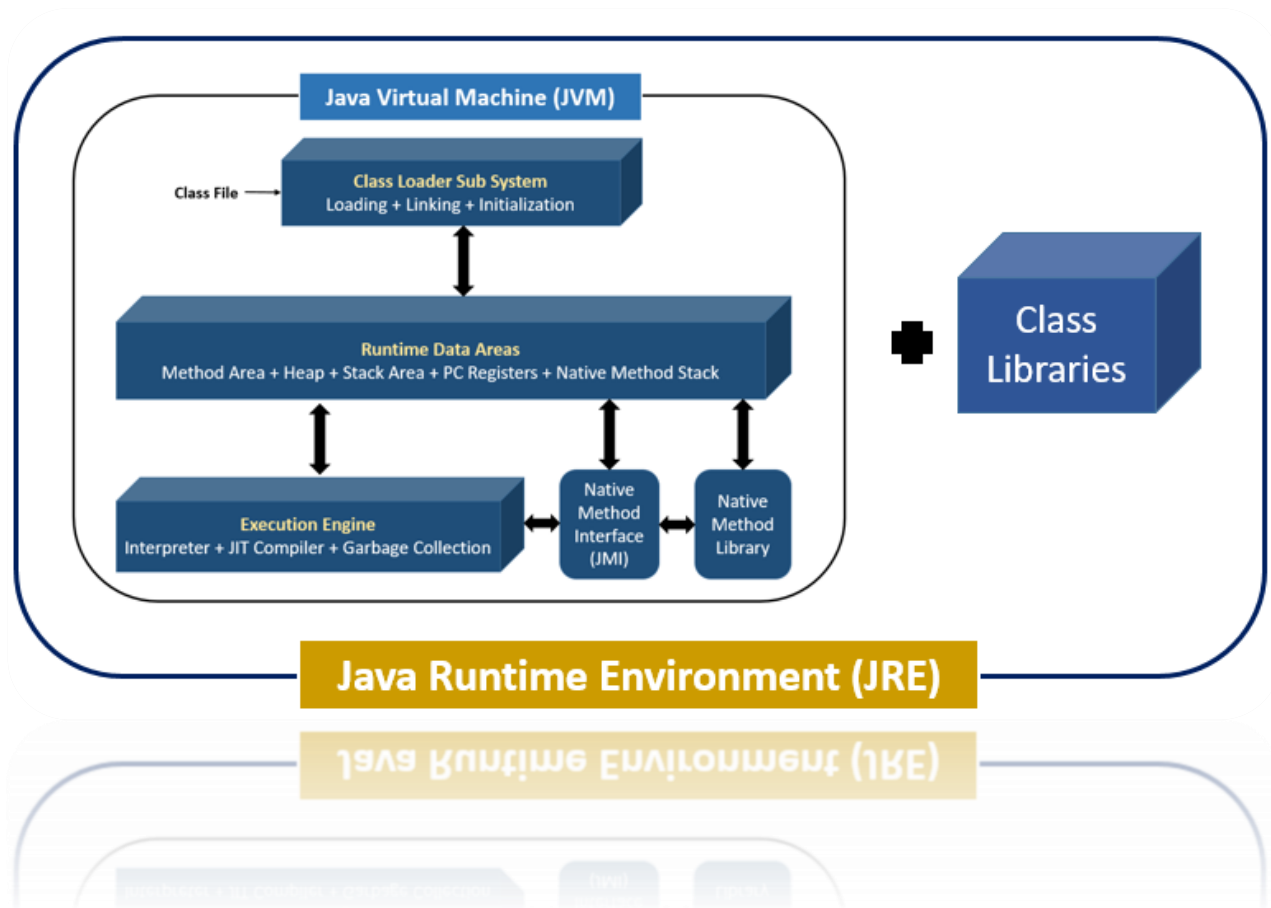 Java Virtual Machine (JVM)
Class File
Class Loader Sub System
Loading + Linking + Initialization
Runtime Data Areas
Method Area + Heap + Stack Area + PC Registers + Native Method Stack
Execution Engine
Interpreter + JIT Compiler + Garbage Collection
Native
Method
Interface
(JMI)
Native
Method
Library
Class
Libraries
Java Runtime Environment (JRE)